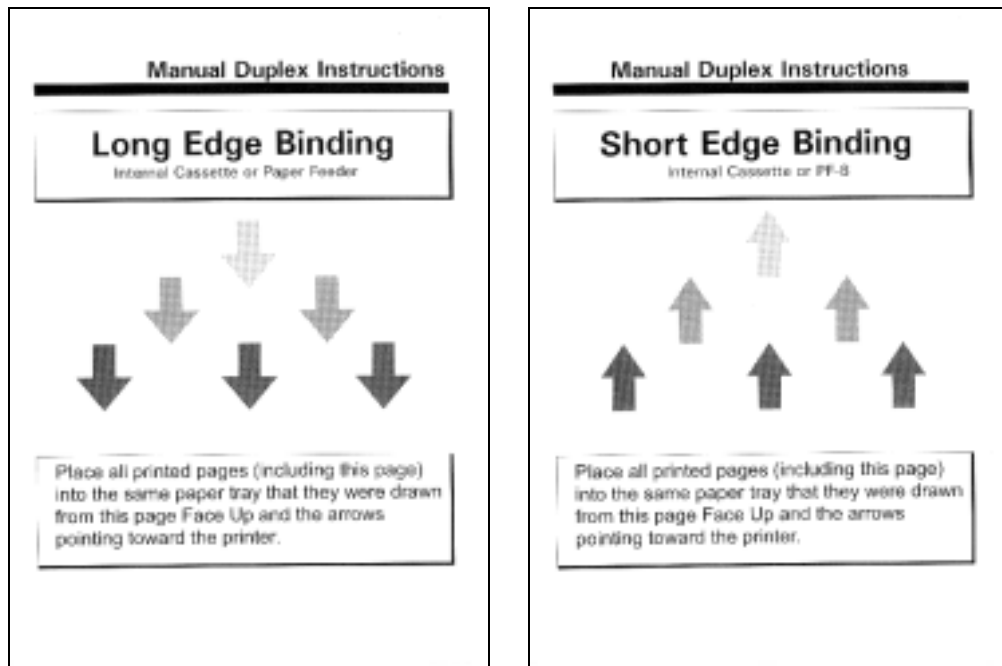 Manual Duplex Instructions
Long Edge Binding
Internal Cassette or Paper Feeder
Place all printed pages (including this page)
into the same paper tray that they were drawn
from this page Face Up and the arrows
pointing toward the printer.
Manual Duplex Instructions
Short Edge Binding
Internal Cassette or PF-8
Place all printed pages (including this page)
into the same paper tray that they were drawn
from this page Face Up and the arrows
pointing toward the printer.